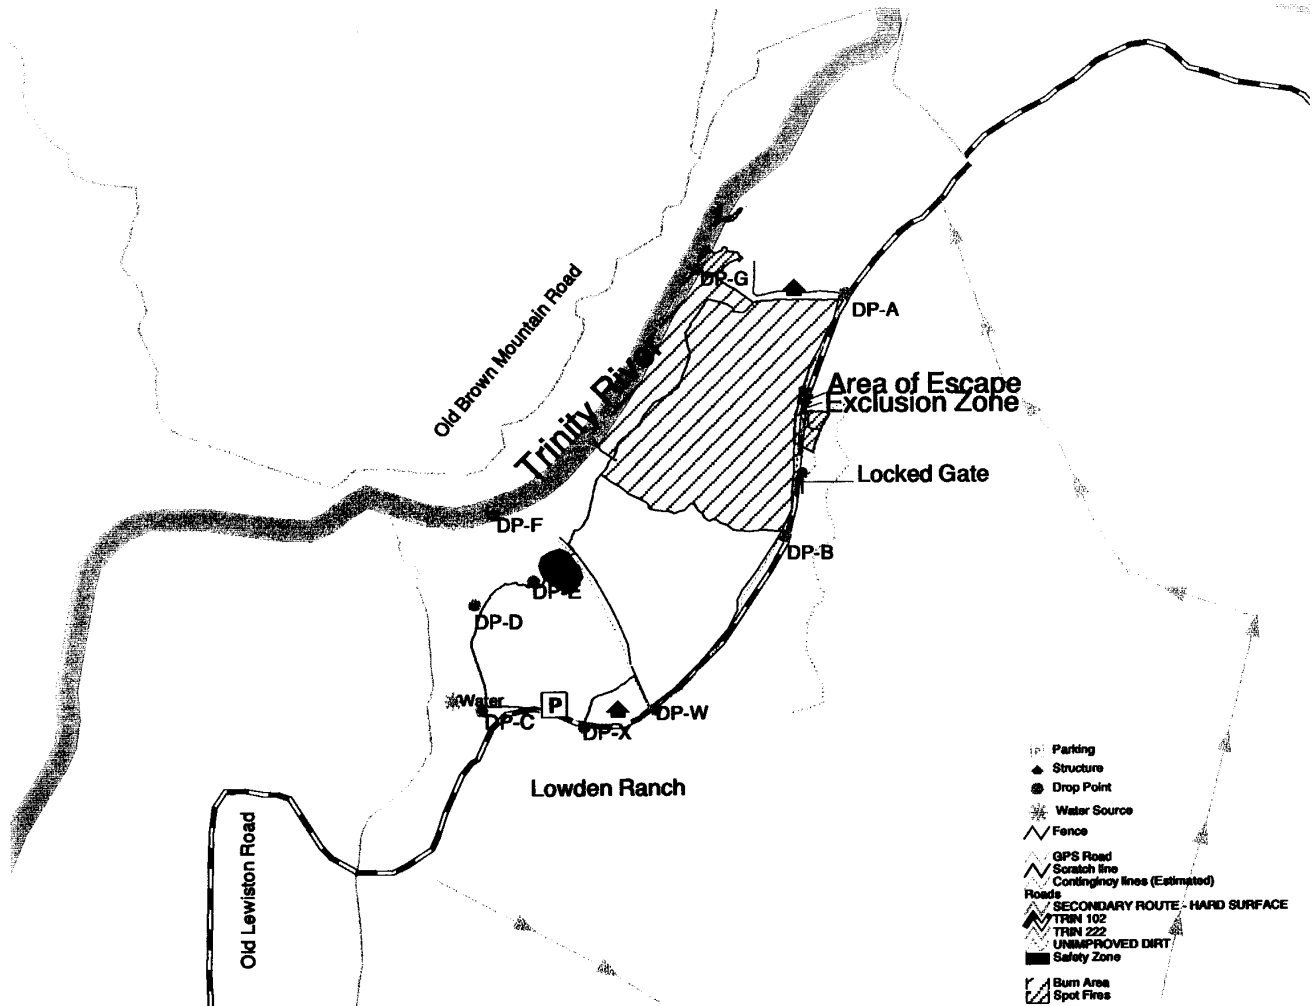 DP-G
DP-A
Old Brown Mountain Road
Trinity River
Area of Escape
Exclusion Zone
Locked Gate
DP-F
DP-B
DP-E
DP-D
Water
P
DP-C
DP-X
DP-W
Lowden Ranch
Old Lewiston Road
P Parking
Structure
Drop Point
Water Source
Fence
GPS Road
Scratch line
Contingincy lines (Estimated)
Roads
SECONDARY ROUTE - HARD SURFACE
TRIN 102
TRIN 222
UNIMPROVED DIRT
Safety Zone
Burn Area
Spot Fires